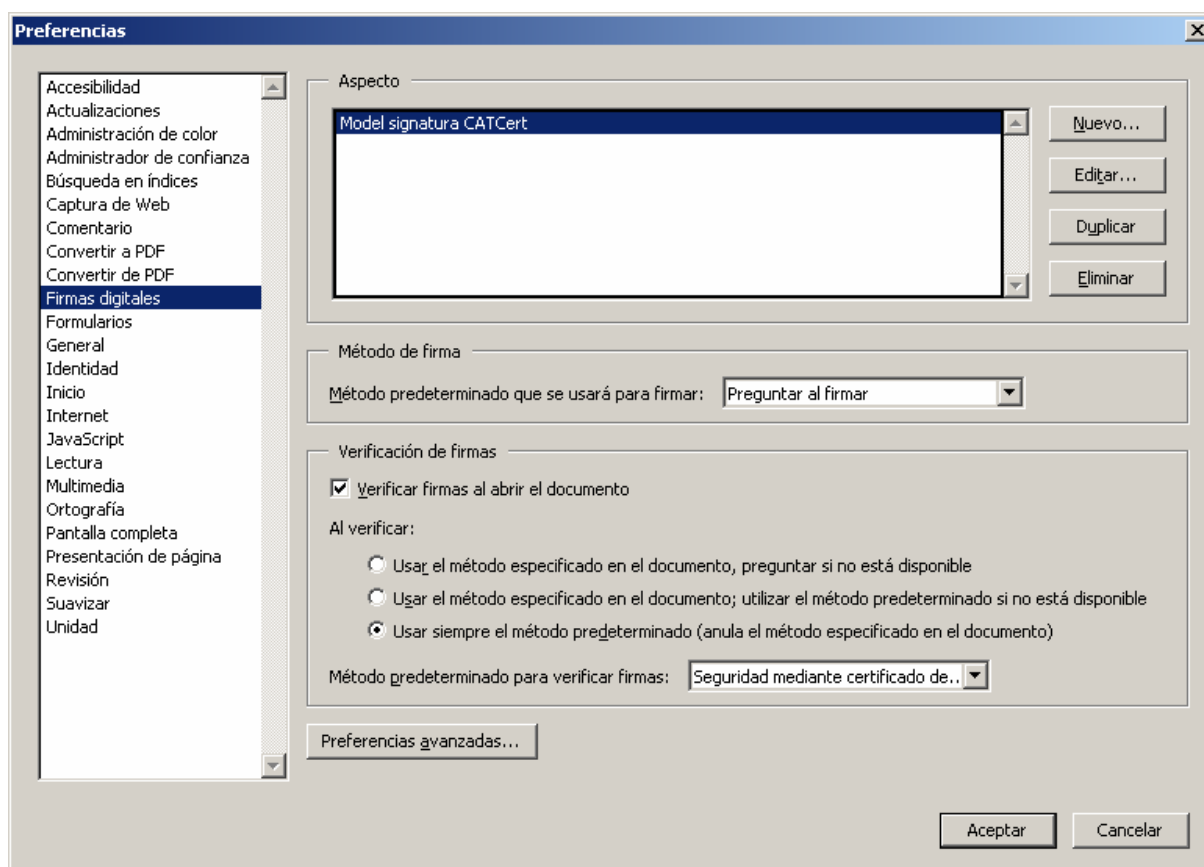 Preferencias
Accesibilidad
Actualizaciones
Administración de color
Administrador de confianza
Búsqueda en índices
Captura de Web
Comentario
Convertir a PDF
Convertir de PDF
Firmas digitales
Formularios
General
Identidad
Inicio
Internet
JavaScript
Lectura
Multimedia
Ortografía
Pantalla completa
Presentación de página
Revisión
Suavizar
Unidad
Aspecto
Model signatura CATCert
Nuevo...
Editar...
Duplicar
Eliminar
Método de firma
Método predeterminado que se usará para firmar: Preguntar al firmar
Verificación de firmas
Verificar firmas al abrir el documento
Al verificar:
Usar el método especificado en el documento, preguntar si no está disponible
Usar el método especificado en el documento; utilizar el método predeterminado si no está disponible
Usar siempre el método predeterminado (anula el método especificado en el documento)
Método predeterminado para verificar firmas: Seguridad mediante certificado de..
Preferencias avanzadas...
Aceptar Cancelar